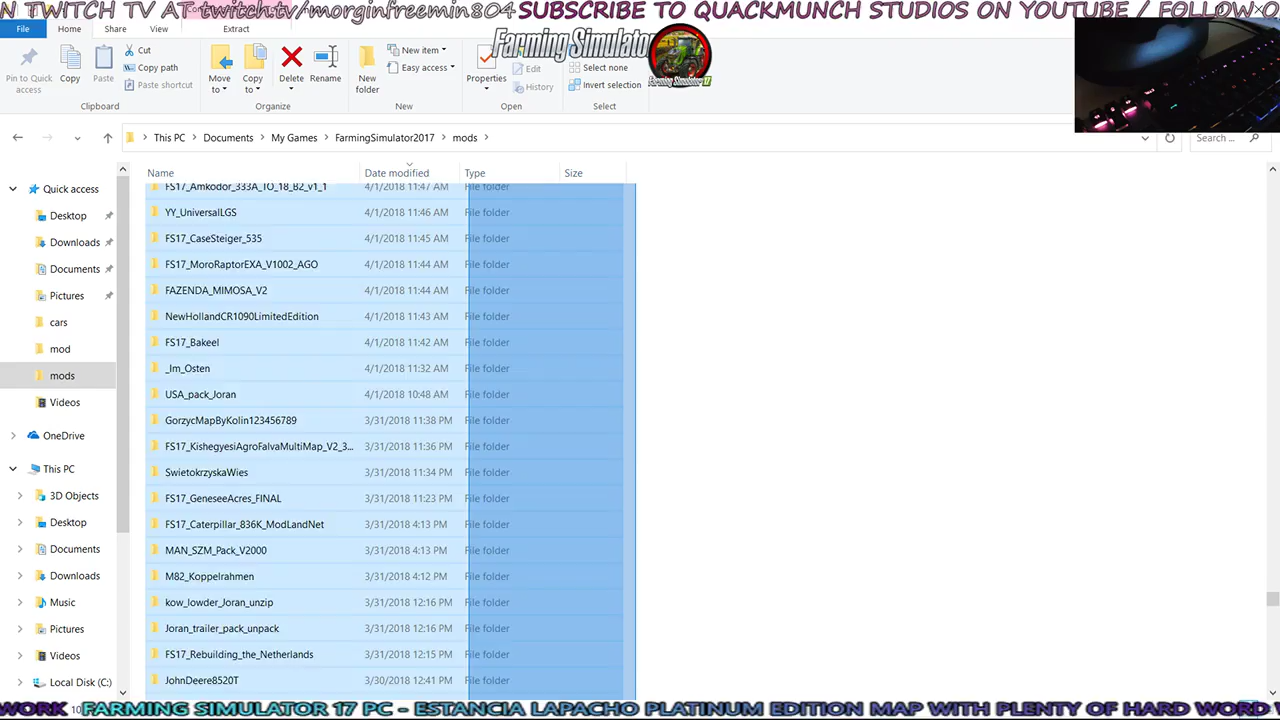 N TWITCH TV AT twitch.tv/morginfreemin804 SUBSCRIBE TO QUACKMUNCH STUDIOS ON YOUTUBE / FOLLOW O
File Home Share View Extract
Farming Simulator
Farming Simulator 17
Pin to Quick access
Copy
Paste
Cut
Copy path
Paste shortcut
Move to
Copy to
Delete
Rename
New folder
New item
Easy access
Properties
Edit
History
Select none
Invert selection
Clipboard Organize New Open Select
This PC Documents My Games FarmingSimulator2017 mods
Search ...
Name Date modified Type Size
FS17_Amkodor_333A_TO_18_B2_v1_1 4/1/2018 11:47 AM File folder
YY_UniversalLGS 4/1/2018 11:46 AM File folder
FS17_CaseSteiger_535 4/1/2018 11:45 AM File folder
FS17_MoroRaptorEXA_V1002_AGO 4/1/2018 11:44 AM File folder
FAZENDA_MIMOSA_V2 4/1/2018 11:44 AM File folder
NewHollandCR1090LimitedEdition 4/1/2018 11:43 AM File folder
FS17_Bakeel 4/1/2018 11:42 AM File folder
_Im_Osten 4/1/2018 11:32 AM File folder
USA_pack_Joran 4/1/2018 10:48 AM File folder
GorzycMapByKolin123456789 3/31/2018 11:38 PM File folder
FS17_KishegyesiAgroFalvaMultiMap_V2_3... 3/31/2018 11:36 PM File folder
SwietokrzyskaWies 3/31/2018 11:34 PM File folder
FS17_GeneseeAcres_FINAL 3/31/2018 11:23 PM File folder
FS17_Caterpillar_836K_ModLandNet 3/31/2018 4:13 PM File folder
MAN_SZM_Pack_V2000 3/31/2018 4:13 PM File folder
M82_Koppelrahmen 3/31/2018 4:12 PM File folder
kow_lowder_Joran_unzip 3/31/2018 12:16 PM File folder
Joran_trailer_pack_unpack 3/31/2018 12:16 PM File folder
FS17_Rebuilding_the_Netherlands 3/31/2018 12:15 PM File folder
JohnDeere8520T 3/30/2018 12:41 PM File folder
Quick access
Desktop
Downloads
Documents
Pictures
cars
mod
mods
Videos
OneDrive
This PC
3D Objects
Desktop
Documents
Downloads
Music
Pictures
Videos
Local Disk (C:)
WORK 10 FARMING SIMULATOR 17 PC - ESTANCIA LAPACHO PLATINUM EDITION MAP WITH PLENTY OF HARD WORD